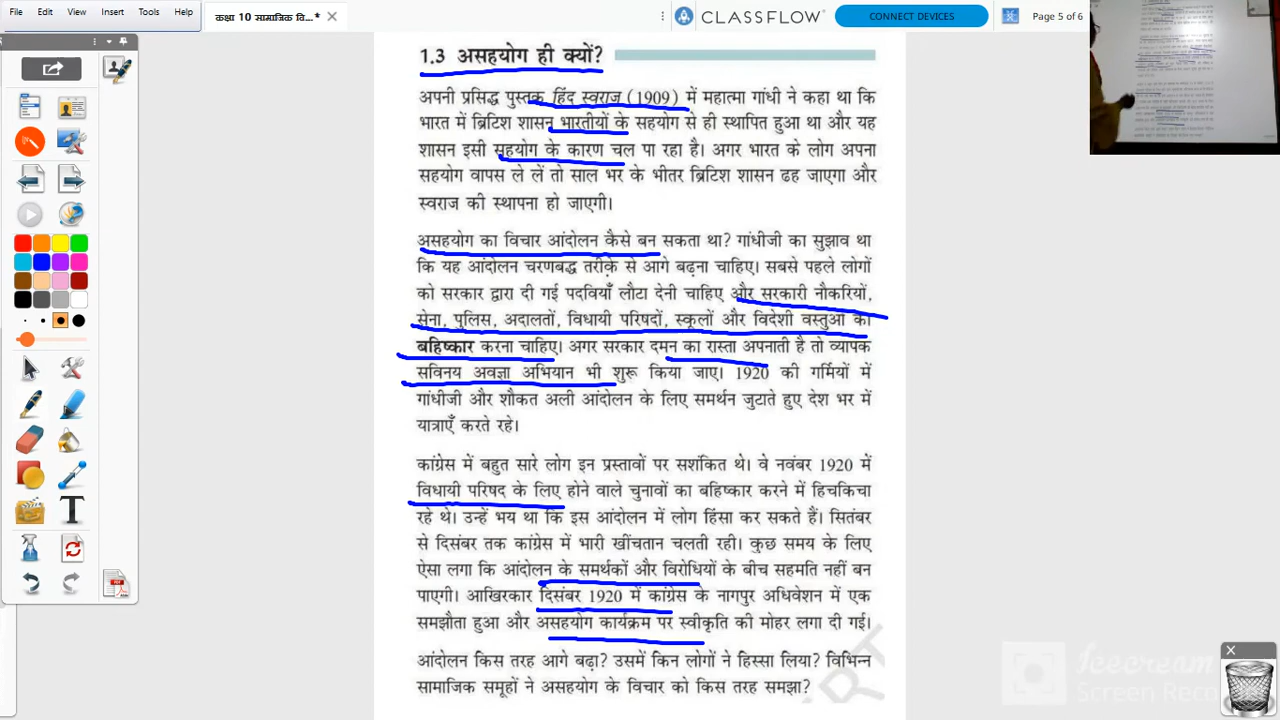 File Edit View Insert Tools Help
कक्षा 10 सामाजिक वि...*
CLASSFLOW
CONNECT DEVICES
Page 5 of 6
1.3 असहयोग ही क्यों?
अपनी प्रसिद्ध पुस्तक हिंद स्वराज (1909) में महात्मा गांधी ने कहा था कि
भारत में ब्रिटिश शासन भारतीयों के सहयोग से ही स्थापित हुआ था और यह
शासन इसी सहयोग के कारण चल पा रहा है। अगर भारत के लोग अपना
सहयोग वापस ले लें तो साल भर के भीतर ब्रिटिश शासन ढह जाएगा और
स्वराज की स्थापना हो जाएगी।
असहयोग का विचार आंदोलन कैसे बन सकता था? गांधीजी का सुझाव था
कि यह आंदोलन चरणबद्ध तरीक़े से आगे बढ़ना चाहिए। सबसे पहले लोगों
को सरकार द्वारा दी गई पदवियाँ लौटा देनी चाहिए और सरकारी नौकरियों,
सेना, पुलिस, अदालतों, विधायी परिषदों, स्कूलों और विदेशी वस्तुओं का
बहिष्कार करना चाहिए। अगर सरकार दमन का रास्ता अपनाती है तो व्यापक
सविनय अवज्ञा अभियान भी शुरू किया जाए। 1920 की गर्मियों में
गांधीजी और शौकत अली आंदोलन के लिए समर्थन जुटाते हुए देश भर में
यात्राएँ करते रहे।
कांग्रेस में बहुत सारे लोग इन प्रस्तावों पर सशंकित थे। वे नवंबर 1920 में
विधायी परिषद के लिए होने वाले चुनावों का बहिष्कार करने में हिचकिचा
रहे थे। उन्हें भय था कि इस आंदोलन में लोग हिंसा कर सकते हैं। सितंबर
से दिसंबर तक कांग्रेस में भारी खींचतान चलती रही। कुछ समय के लिए
ऐसा लगा कि आंदोलन के समर्थकों और विरोधियों के बीच सहमति नहीं बन
पाएगी। आखिरकार दिसंबर 1920 में कांग्रेस के नागपुर अधिवेशन में एक
समझौता हुआ और असहयोग कार्यक्रम पर स्वीकृति की मोहर लगा दी गई।
आंदोलन किस तरह आगे बढ़ा? उसमें किन लोगों ने हिस्सा लिया? विभिन्न
सामाजिक समूहों ने असहयोग के विचार को किस तरह समझा?
Icecream
Screen Reco